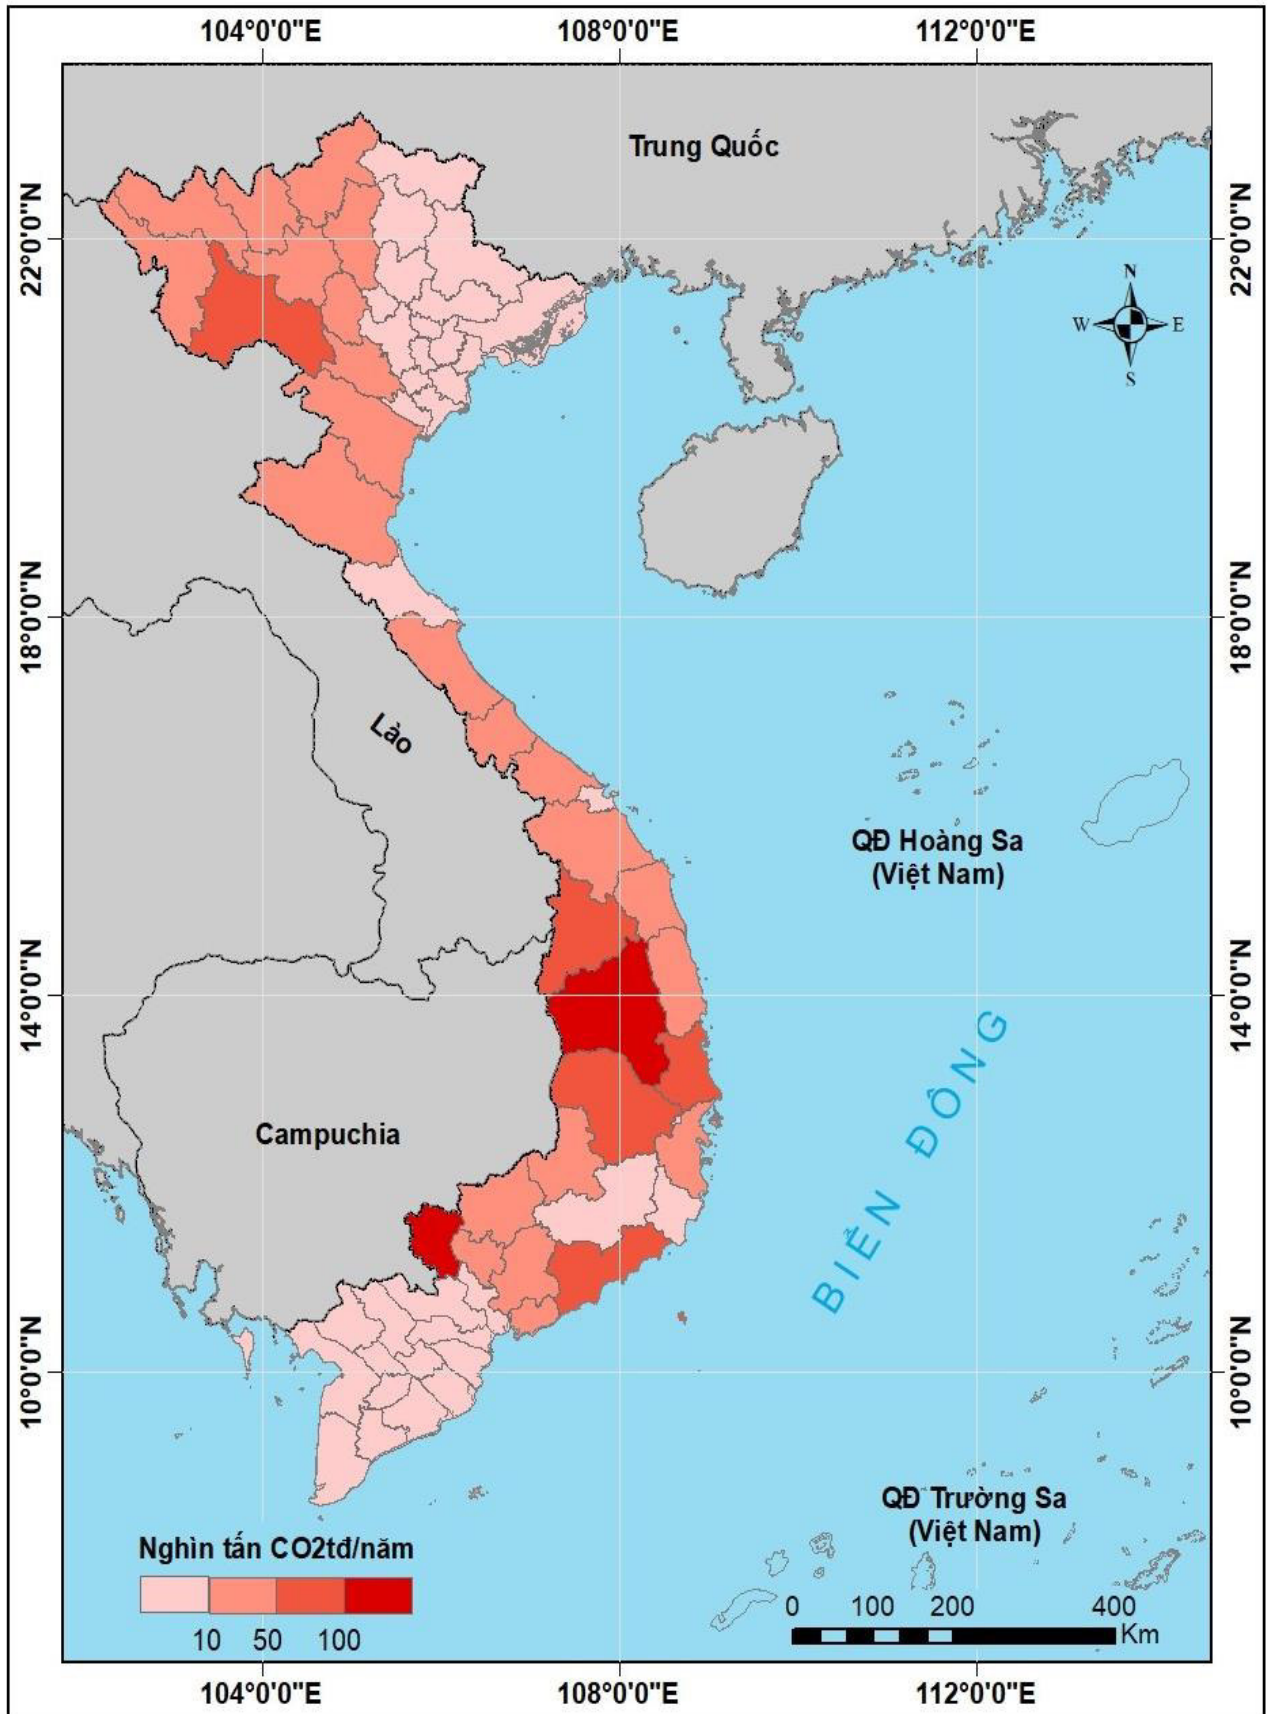 104°0'0"E 108°0'0"E 112°0'0"E
Trung Quốc
22°0'0"N 22°0'0"N
N
W E
S
18°0'0"N 18°0'0"N
Lào
QĐ Hoàng Sa
(Việt Nam)
14°0'0"N 14°0'0"N
BIỂN ĐÔNG
Campuchia
10°0'0"N 10°0'0"N
QĐ Trường Sa
(Việt Nam)
Nghìn tấn CO2tđ/năm
10 50 100
0 100 200 400
Km
104°0'0"E 108°0'0"E 112°0'0"E